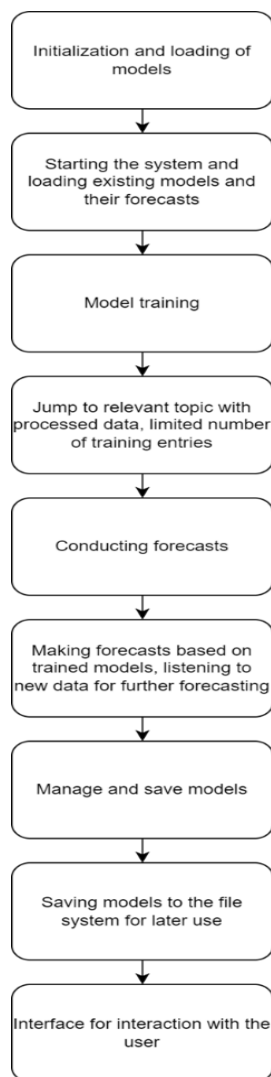 Initialization and loading of
models
Starting the system and
loading existing models and
their forecasts
Model training
Jump to relevant topic with
processed data, limited number
of training entries
Conducting forecasts
Making forecasts based on
trained models, listening to
new data for further forecasting
Manage and save models
Saving models to the file
system for later use
Interface for interaction with the
user